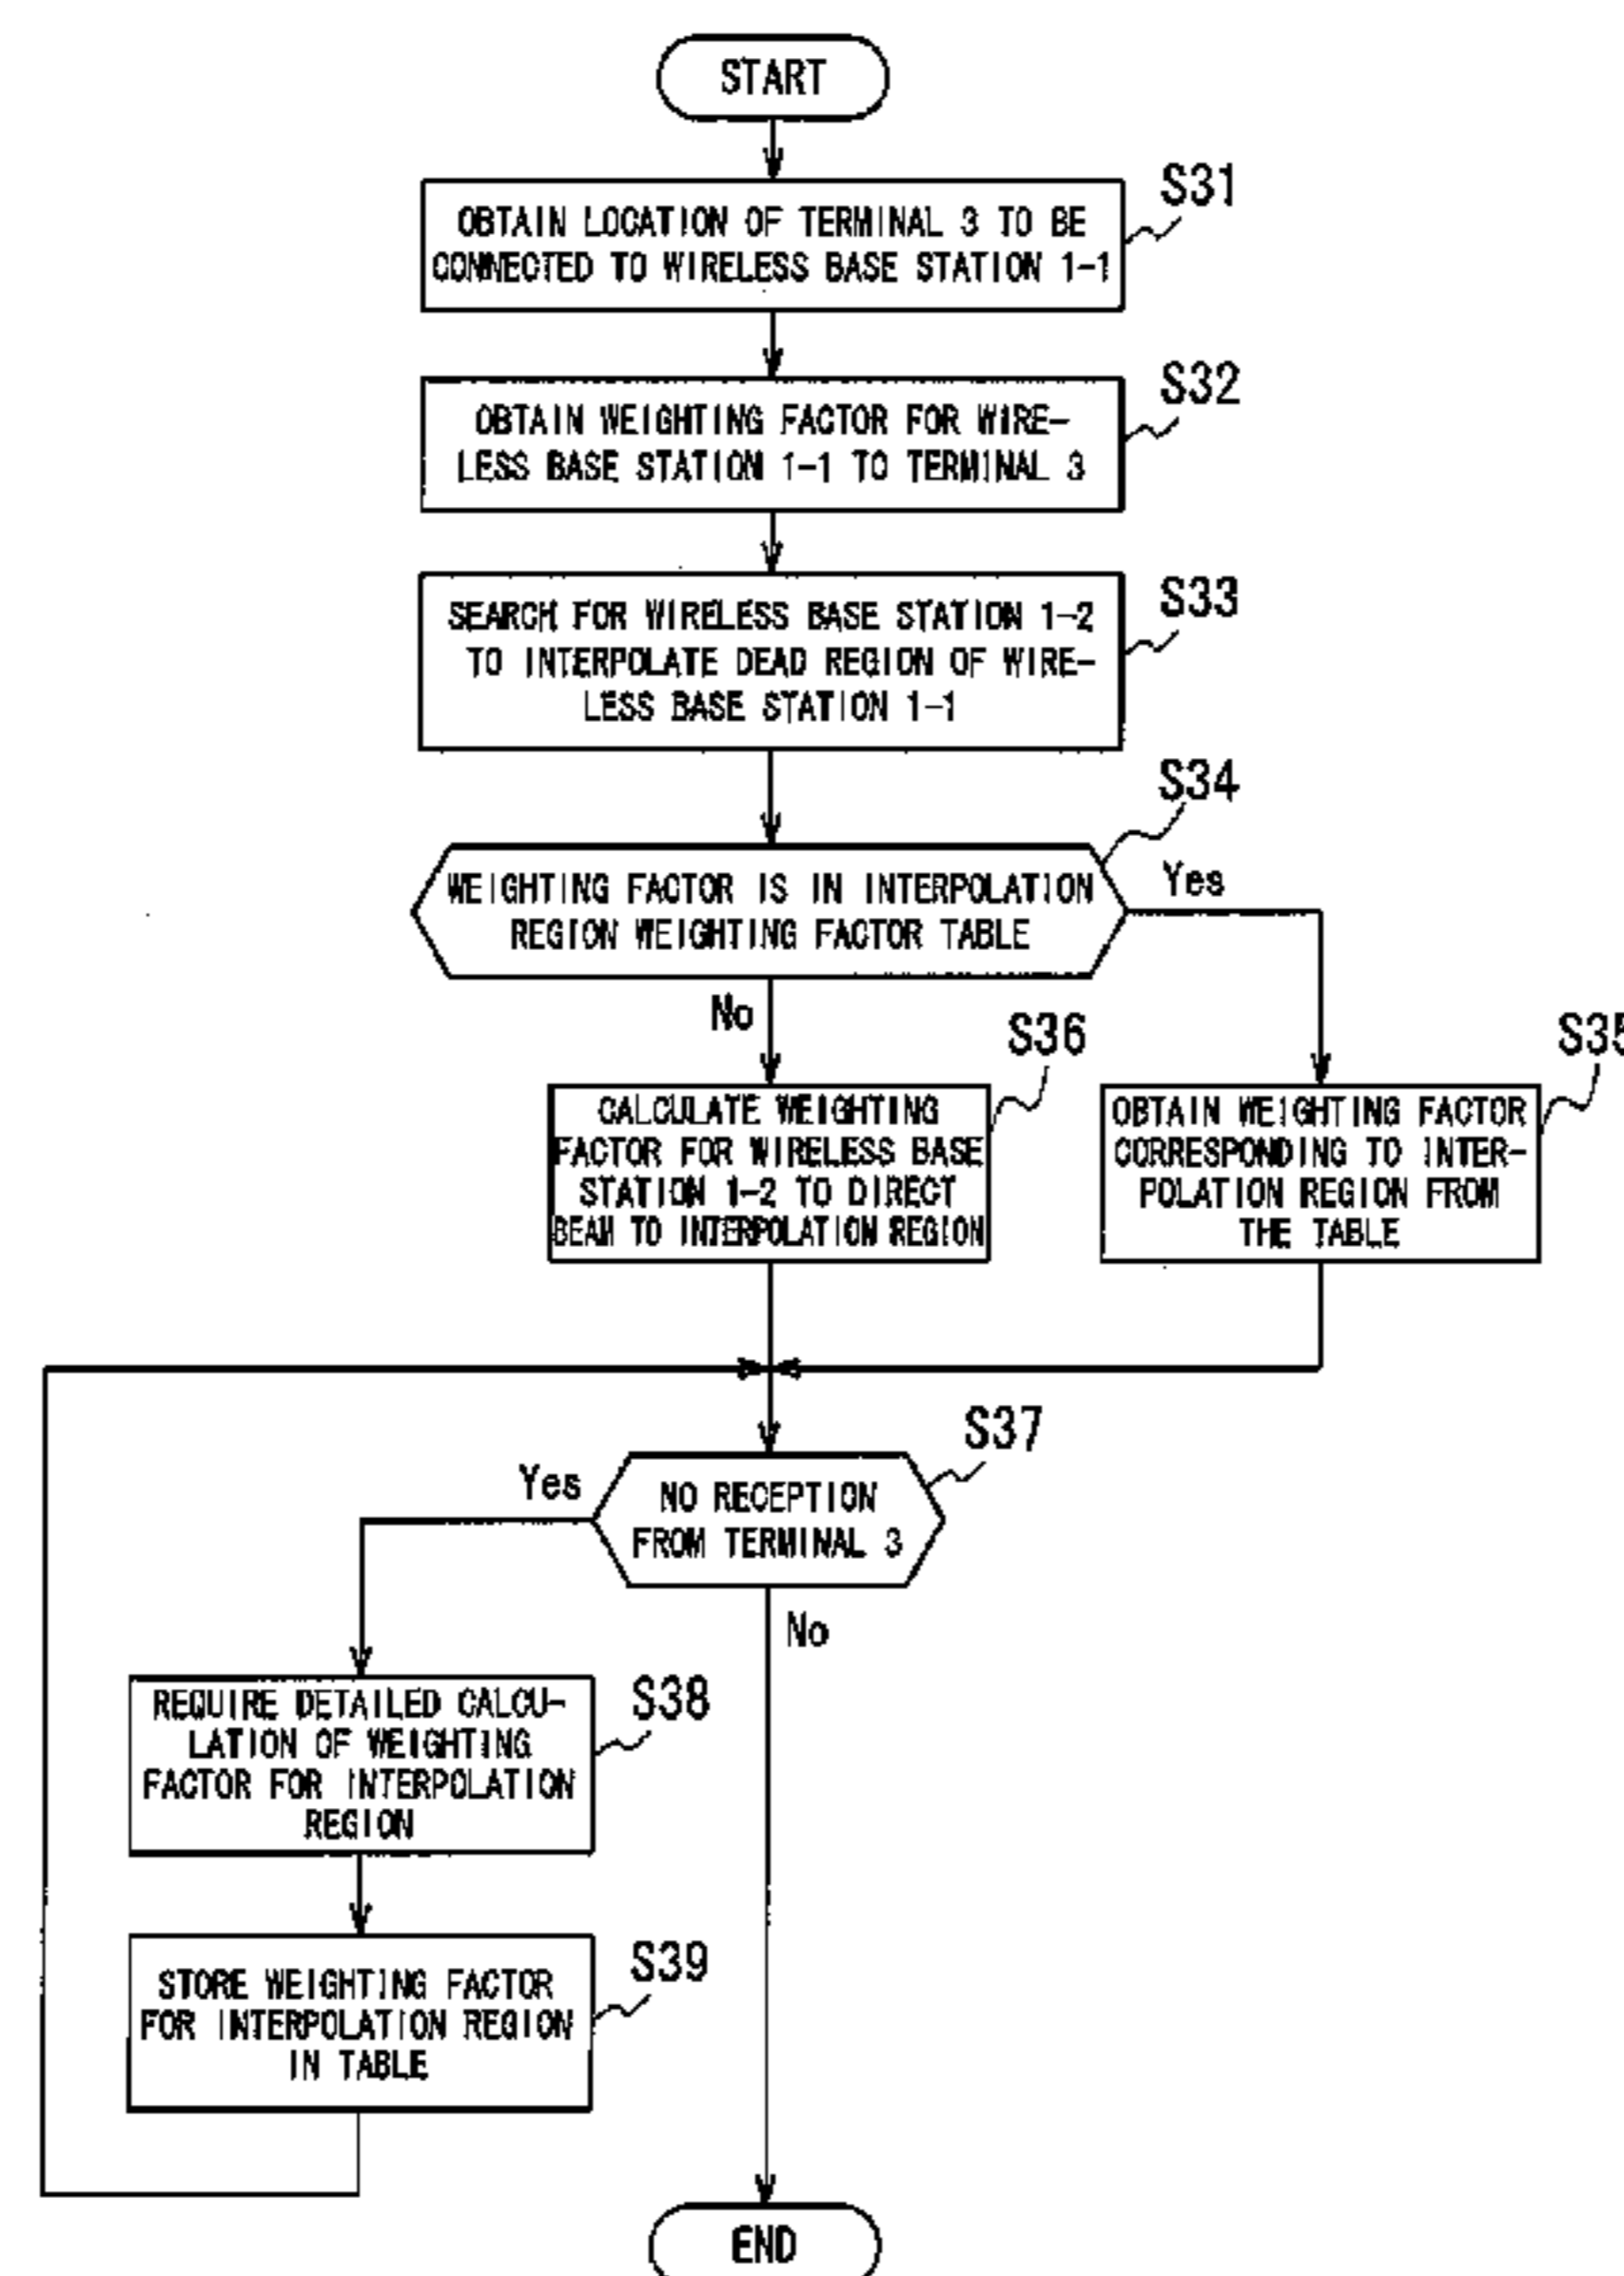 START
S31
OBTAIN LOCATION OF TERMINAL 3 TO BE
CONNECTED TO WIRELESS BASE STATION 1-1
S32
OBTAIN WEIGHTING FACTOR FOR WIRE-
LESS BASE STATION 1-1 TO TERMINAL 3
S33
SEARCH FOR WIRELESS BASE STATION 1-2
TO INTERPOLATE DEAD REGION OF WIRE-
LESS BASE STATION 1-1
S34
WEIGHTING FACTOR IS IN INTERPOLATION
REGION WEIGHTING FACTOR TABLE
Yes
No
S36
CALCULATE WEIGHTING
FACTOR FOR WIRELESS BASE
STATION 1-2 TO DIRECT
BEAM TO INTERPOLATION REGION
S35
OBTAIN WEIGHTING FACTOR
CORRESPONDING TO INTER-
POLATION REGION FROM
THE TABLE
S37
NO RECEPTION
FROM TERMINAL 3
Yes
No
S38
REQUIRE DETAILED CALCU-
LATION OF WEIGHTING
FACTOR FOR INTERPOLATION
REGION
S39
STORE WEIGHTING FACTOR
FOR INTERPOLATION REGION
IN TABLE
END